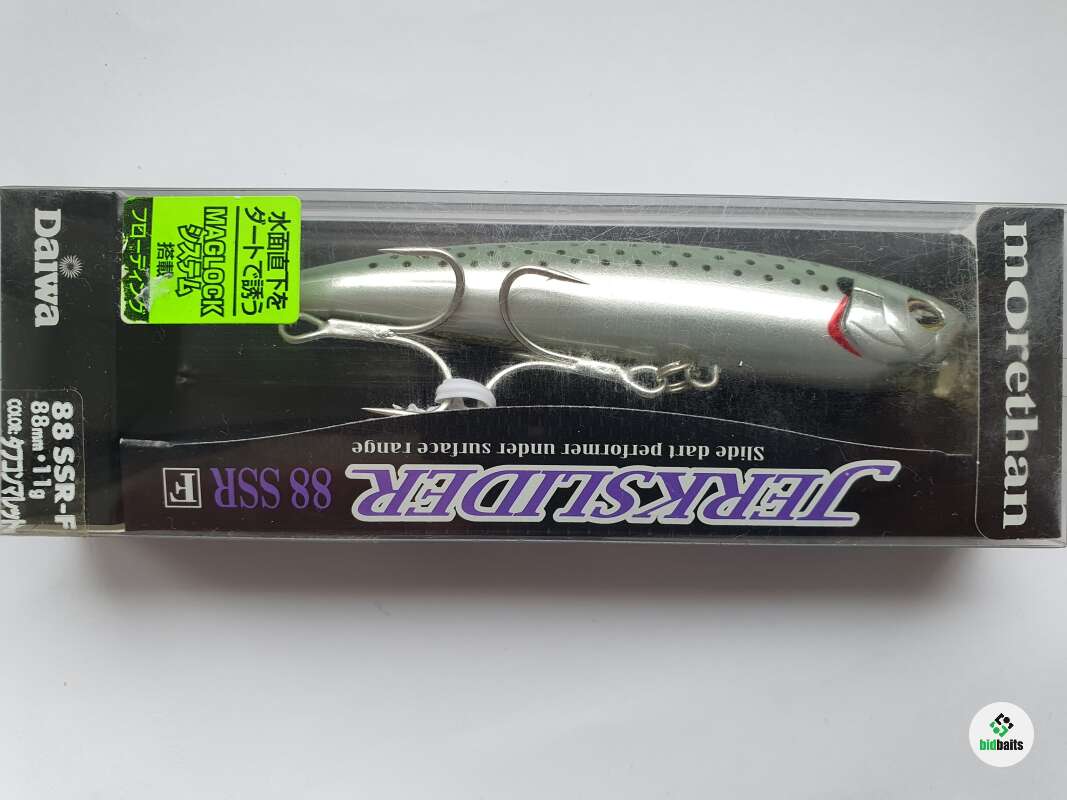 Daiwa
水面直下を
ダートで誘う
MAGLOCK
システム
搭載
フローティング
88 SSR-F
88mm・11g
morethan
Slide dart performer under surface range
JERKSLIDER 88 SSR F
bidbaits